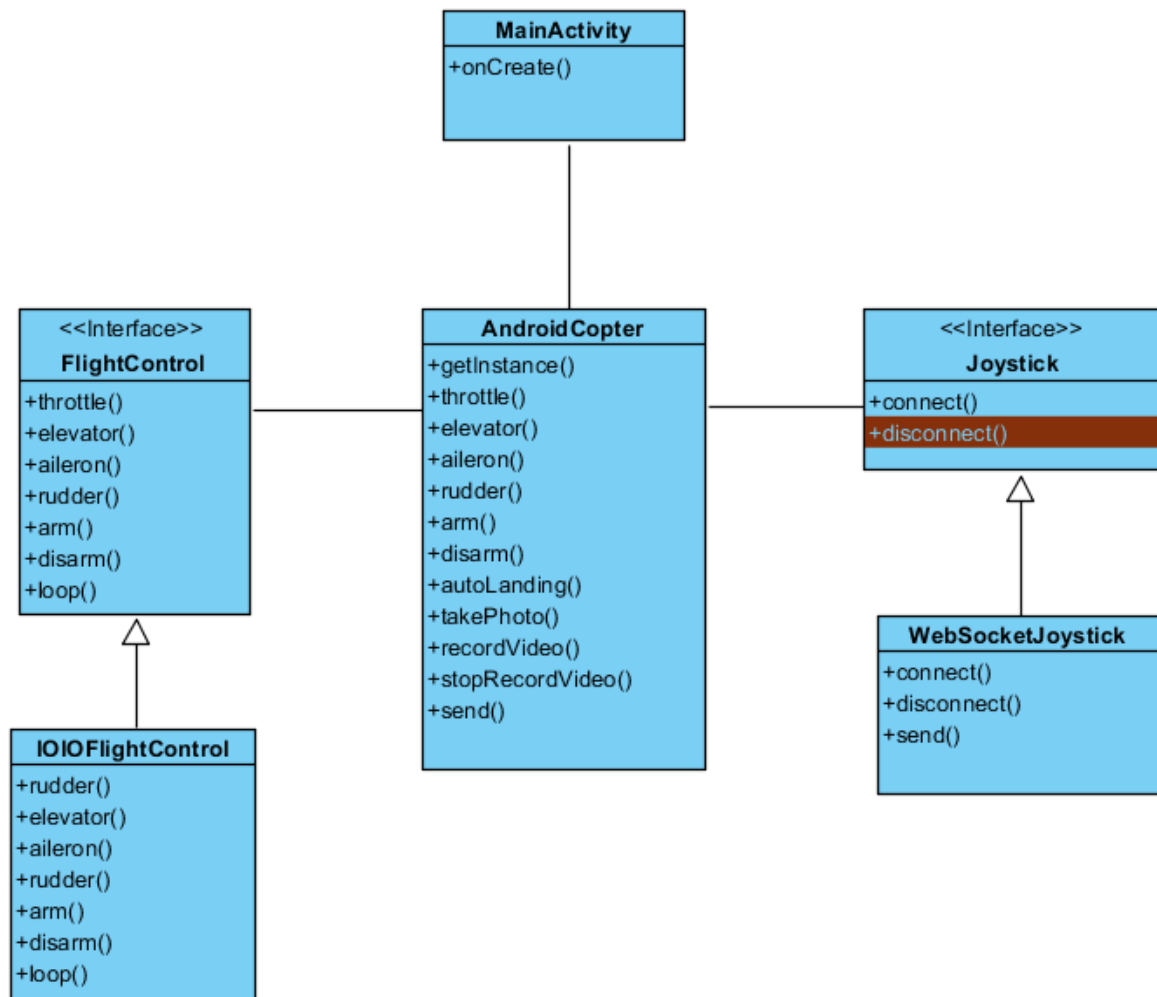 MainActivity
+onCreate()
<<Interface>>
FlightControl
+throttle()
+elevator()
+aileron()
+rudder()
+arm()
+disarm()
+loop()
AndroidCopter
+getInstance()
+throttle()
+elevator()
+aileron()
+rudder()
+arm()
+disarm()
+autoLanding()
+takePhoto()
+recordVideo()
+stopRecordVideo()
+send()
<<Interface>>
Joystick
+connect()
+disconnect()
IOIOFlightControl
+rudder()
+elevator()
+aileron()
+rudder()
+arm()
+disarm()
+loop()
WebSocketJoystick
+connect()
+disconnect()
+send()